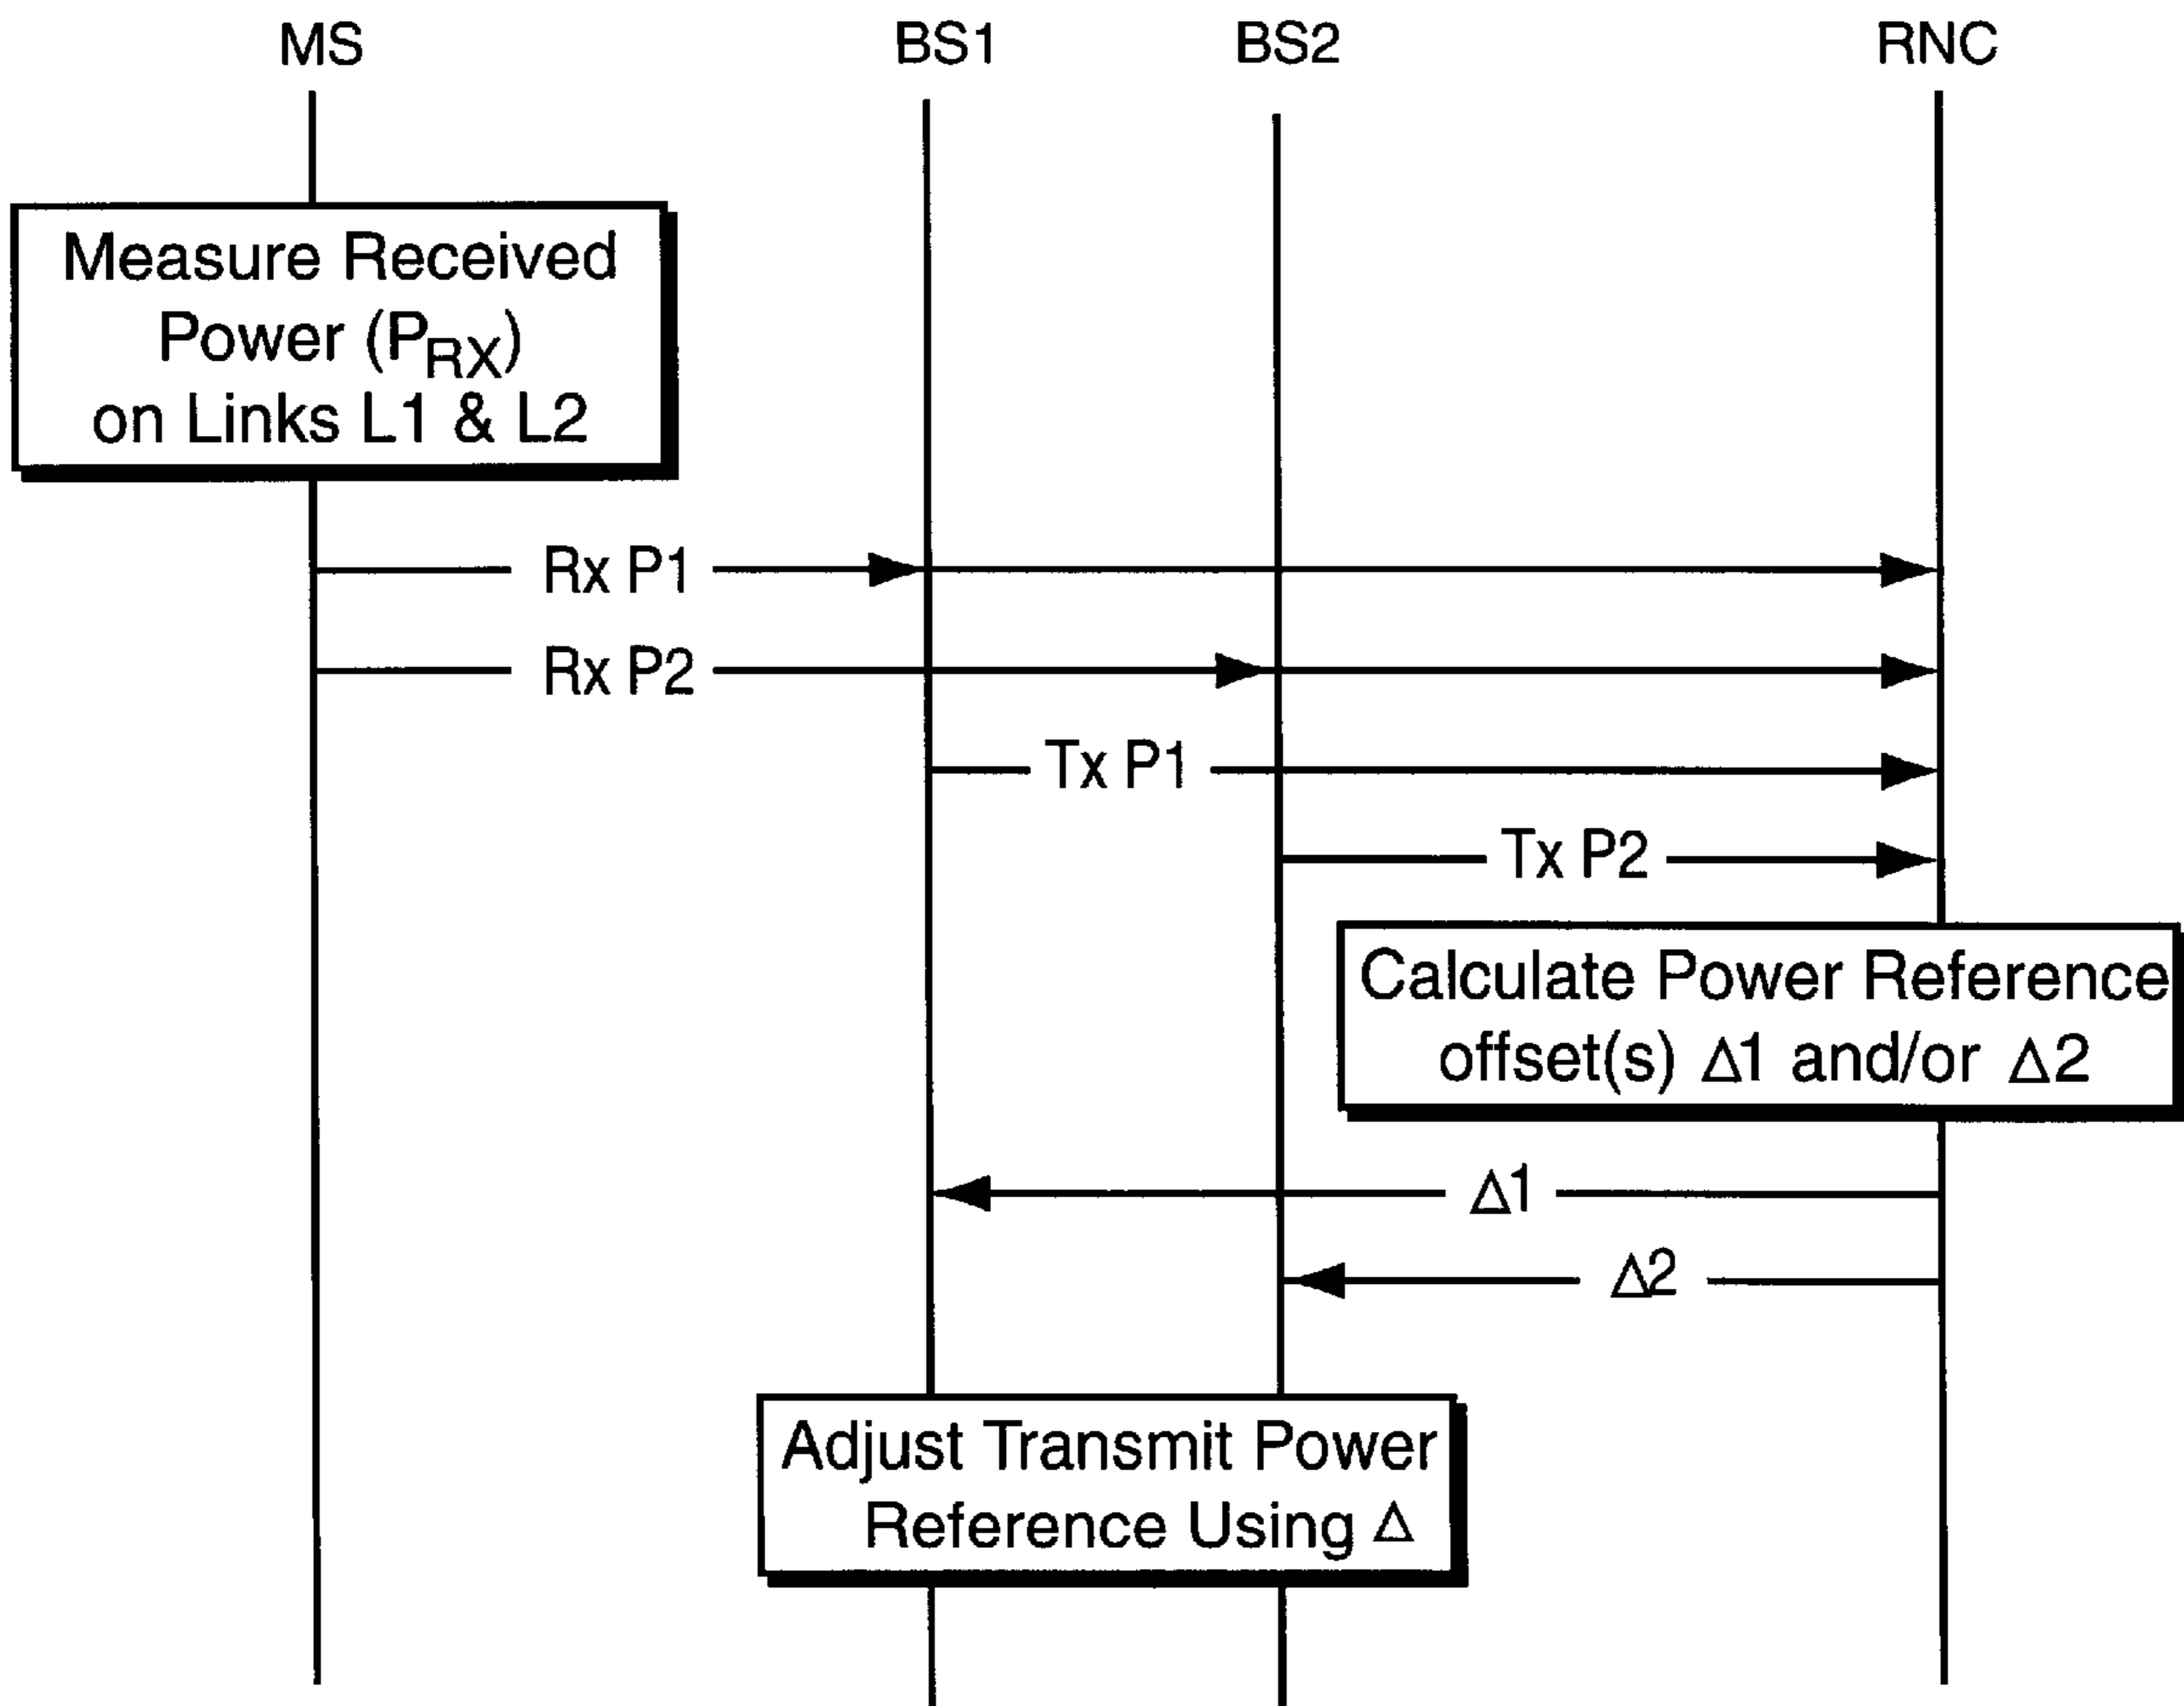 MS
BS1
BS2
RNC
Measure Received
Power (PRX)
on Links L1 & L2
Rx P1
Rx P2
Tx P1
Tx P2
Calculate Power Reference
offset(s) Δ1 and/or Δ2
Δ1
Δ2
Adjust Transmit Power
Reference Using Δ